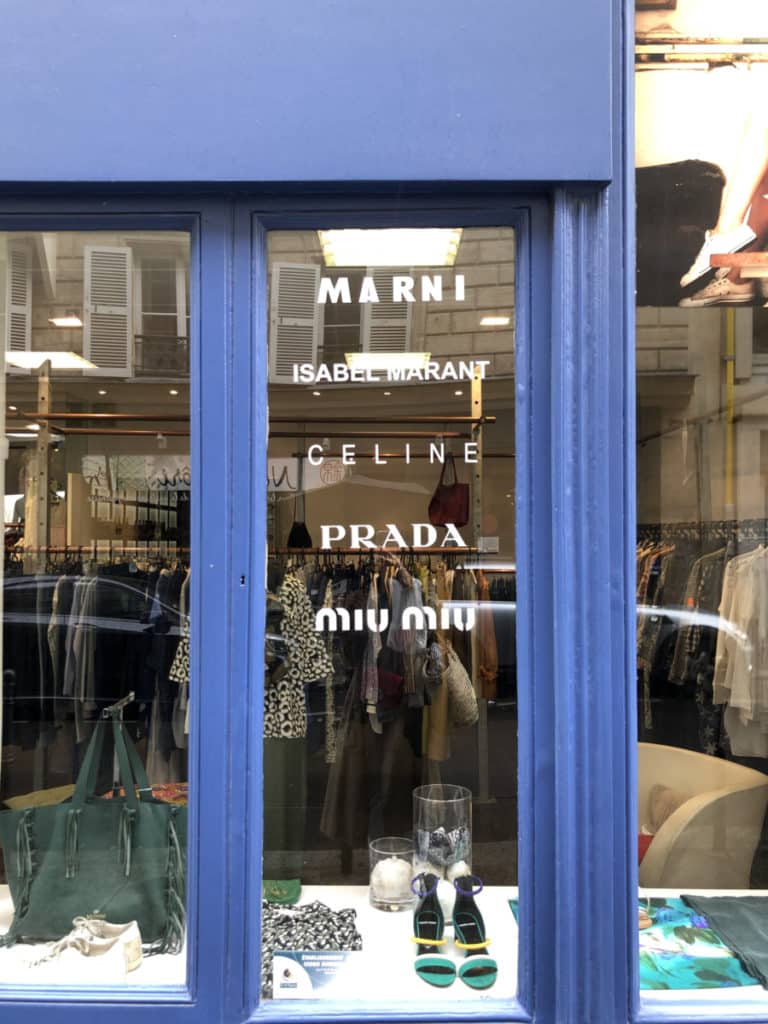 MARNI
ISABEL MARANT
CELINE
PRADA
miu miu